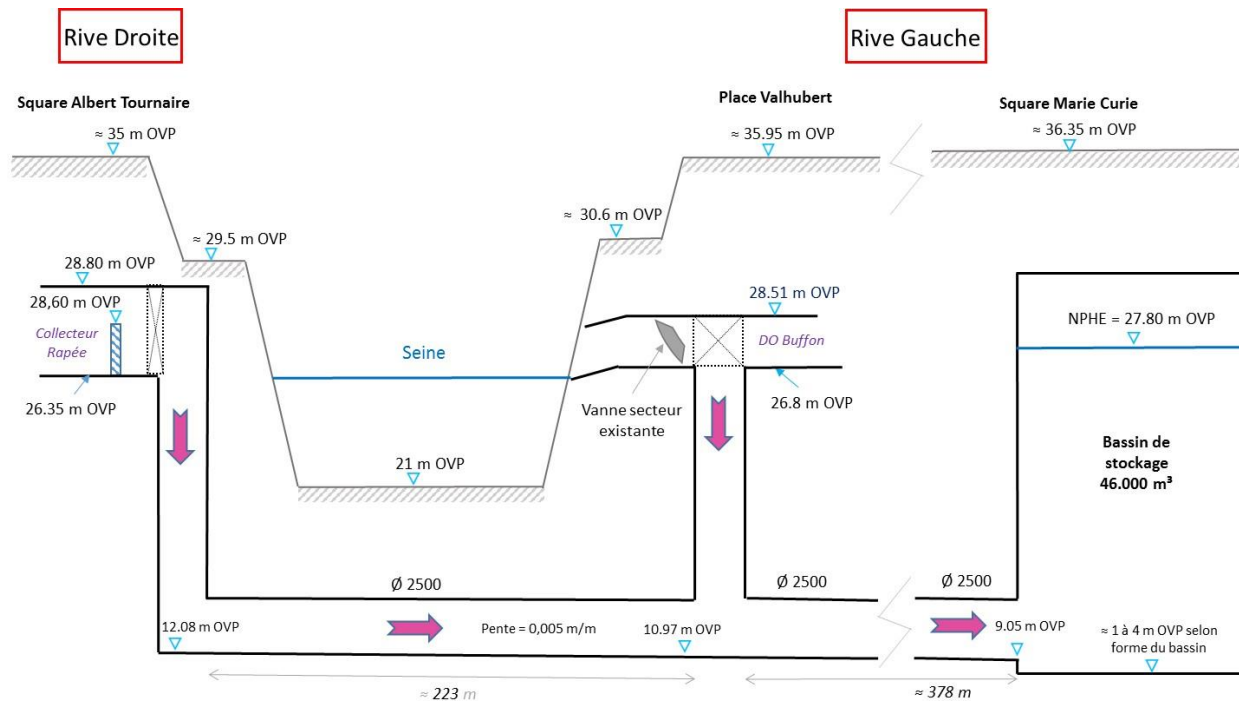 Rive Droite
Rive Gauche
Square Albert Tournaire
Place Valhubert
Square Marie Curie
≈ 35 m OVP
≈ 35.95 m OVP
≈ 36.35 m OVP
≈ 30.6 m OVP
≈ 29.5 m OVP
28.80 m OVP
28,60 m OVP
28.51 m OVP
NPHE = 27.80 m OVP
Collecteur
Rapée
Seine
DO Buffon
26.35 m OVP
Vanne secteur
existante
26.8 m OVP
Bassin de
stockage
46.000 m³
21 m OVP
Ø 2500
Ø 2500
Ø 2500
12.08 m OVP
Pente = 0,005 m/m
10.97 m OVP
9.05 m OVP
≈ 1 à 4 m OVP selon
forme du bassin
≈ 223 m
≈ 378 m